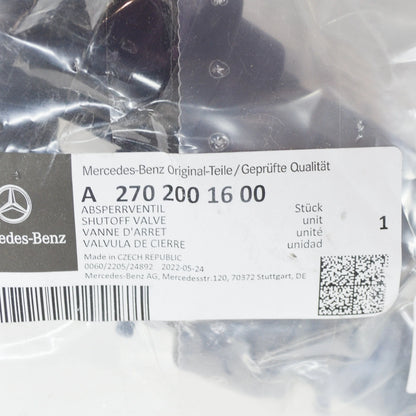 Mercedes-Benz Original-Teile/Geprüfte Qualität
A 270 200 16 00
ABSPERRVENTIL Stück
SHUTOFF VALVE unit 1
VANNE D'ARRET unité
VALVULA DE CIERRE unidad
edes-Benz
Made in CZECH REPUBLIC
0060/2205/24892 2022-05-24
Mercedes-Benz AG, Mercedesstr.120, 70372 Stuttgart, DE